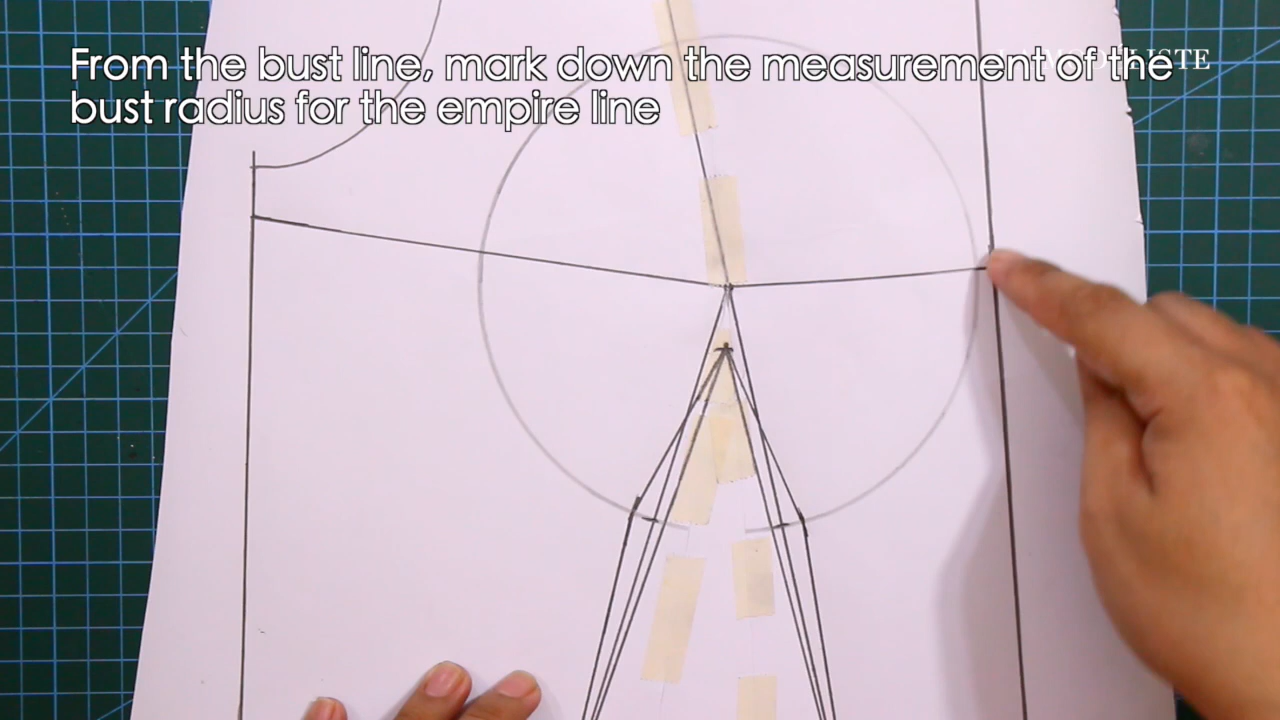 From the bust line, mark down the measurement of the
bust radius for the empire line